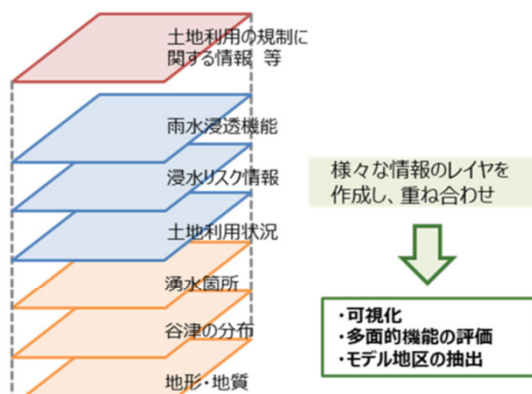 土地利用の規制に
関する情報 等
雨水浸透機能
浸水リスク情報
土地利用状況
湧水箇所
谷津の分布
地形・地質
様々な情報のレイヤを
作成し、重ね合わせ
・可視化
・多面的機能の評価
・モデル地区の抽出